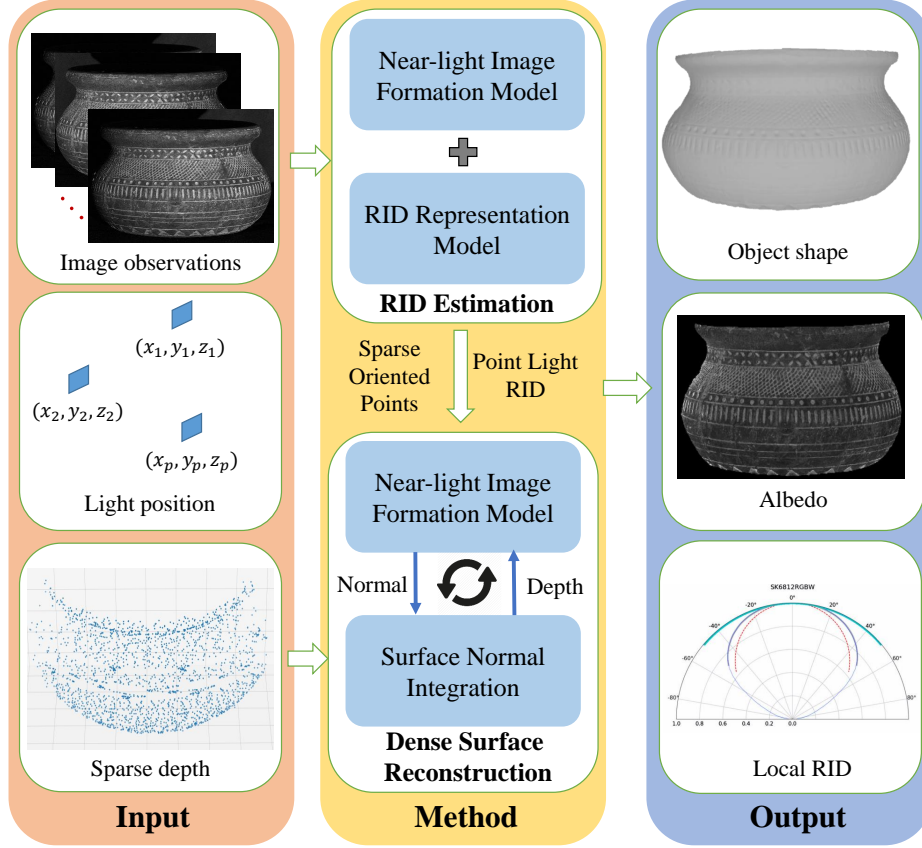 Image observations
(x₁, y₁, z₁)
(x₂, y₂, z₂)
(xₚ, yₚ, zₚ)
Light position
Sparse depth
Input
Near-light Image
Formation Model
RID Representation
Model
RID Estimation
Sparse
Oriented
Points
Point Light
RID
Near-light Image
Formation Model
Normal
Depth
Surface Normal
Integration
Dense Surface
Reconstruction
Method
Object shape
Albedo
SK6812RGBW
0°
-20°
20°
-40°
40°
-60°
60°
-80°
80°
1.0 0.8 0.6 0.4 0.2 0.0
Local RID
Output